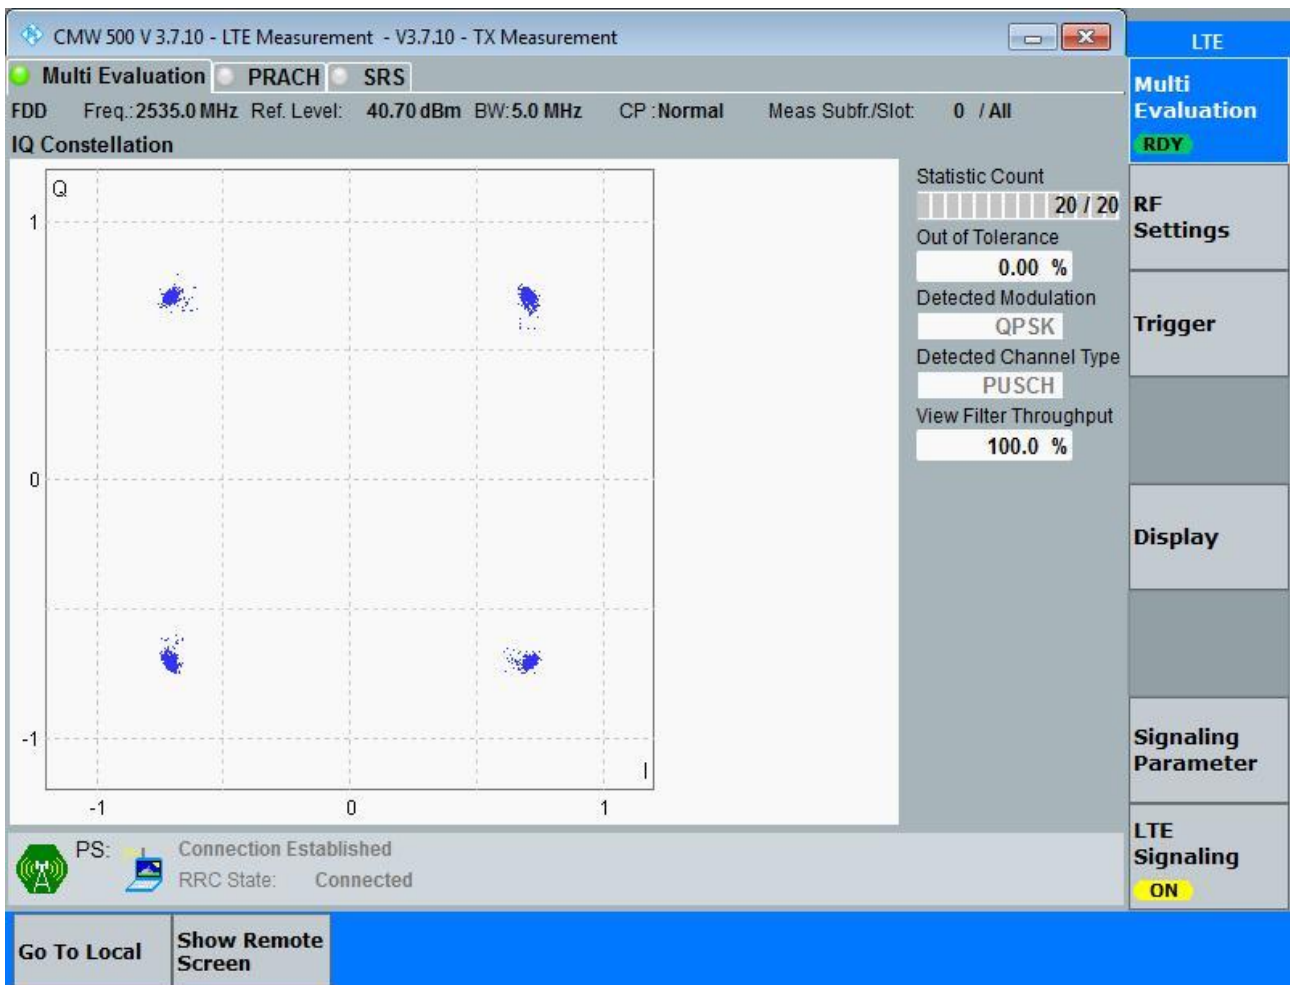 CMW 500 V 3.7.10 - LTE Measurement - V3.7.10 - TX Measurement
LTE
Multi Evaluation PRACH SRS
FDD Freq.:2535.0 MHz Ref. Level: 40.70 dBm BW:5.0 MHz CP :Normal Meas Subfr./Slot: 0 / All
IQ Constellation
Q
1
0
-1
I
-1 0 1
Statistic Count
20 / 20
Out of Tolerance
0.00 %
Detected Modulation
QPSK
Detected Channel Type
PUSCH
View Filter Throughput
100.0 %
Multi
Evaluation
RDY
RF
Settings
Trigger
Display
Signaling
Parameter
LTE
Signaling
ON
PS: Connection Established
RRC State: Connected
Go To Local
Show Remote
Screen